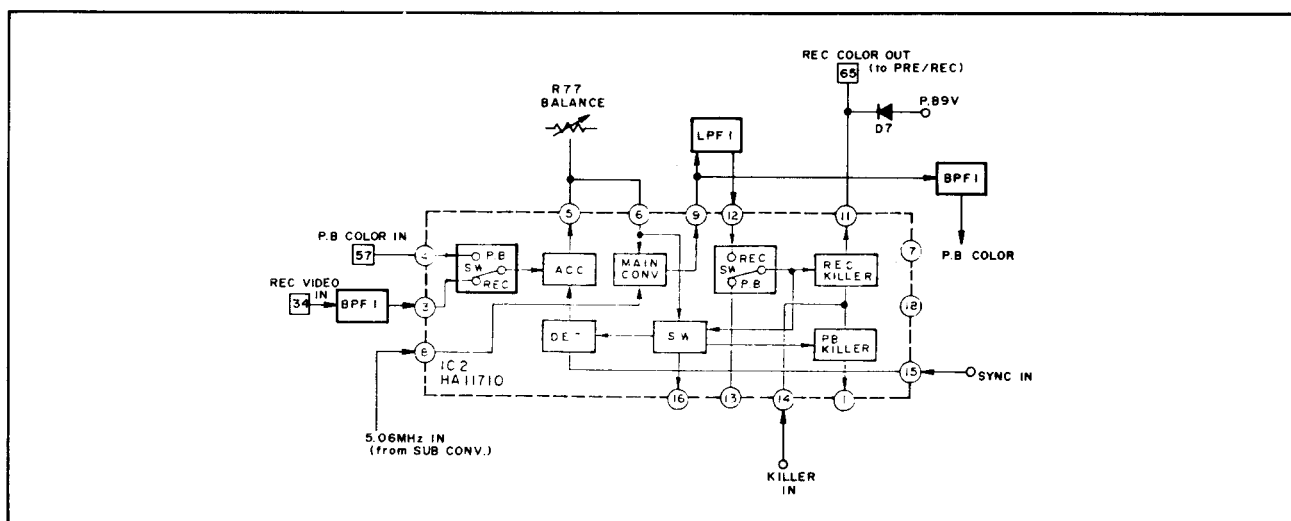 REC COLOR OUT
65 (to PRE/REC)
P.B9V
D7
R77
BALANCE
LPF1
BPF1
5 6 9 12 11
P.B COLOR IN
57
4
P.B
SW
REC
ACC
MAIN
CONV
REC
SW
P.B
REC
KILLER
7
P.B COLOR
REC VIDEO
IN
34
BPF1
3
18
DET
SW
PB
KILLER
8
IC2
HA11710
15
SYNC IN
16 13 14 1
5.06MHz IN
(from SUB CONV.)
KILLER
IN